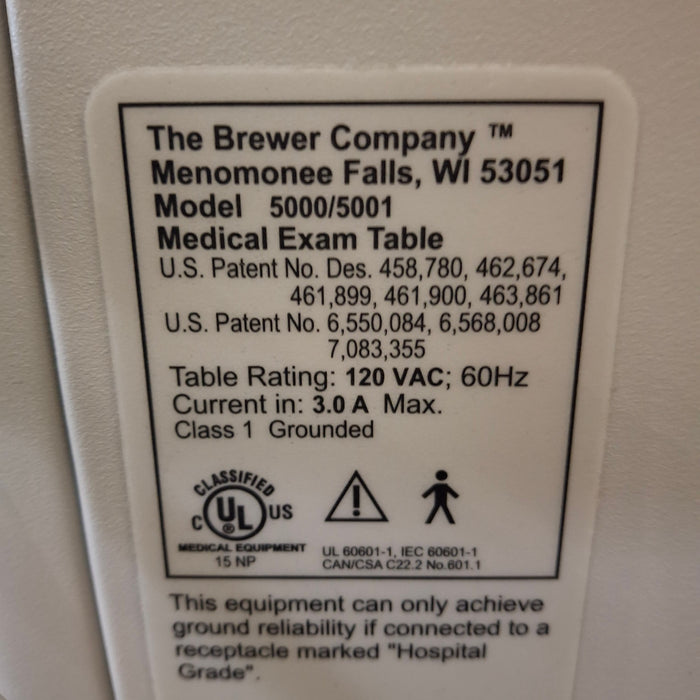 The Brewer Company ™
Menomonee Falls, WI 53051
Model 5000/5001
Medical Exam Table
U.S. Patent No. Des. 458,780, 462,674,
461,899, 461,900, 463,861
U.S. Patent No. 6,550,084, 6,568,008
7,083,355
Table Rating: 120 VAC; 60Hz
Current in: 3.0 A Max.
Class 1 Grounded
CLASSIFIED
C UL ® US
MEDICAL EQUIPMENT
15 NP
UL 60601-1, IEC 60601-1
CAN/CSA C22.2 No.601.1
This equipment can only achieve
ground reliability if connected to a
receptacle marked "Hospital
Grade".